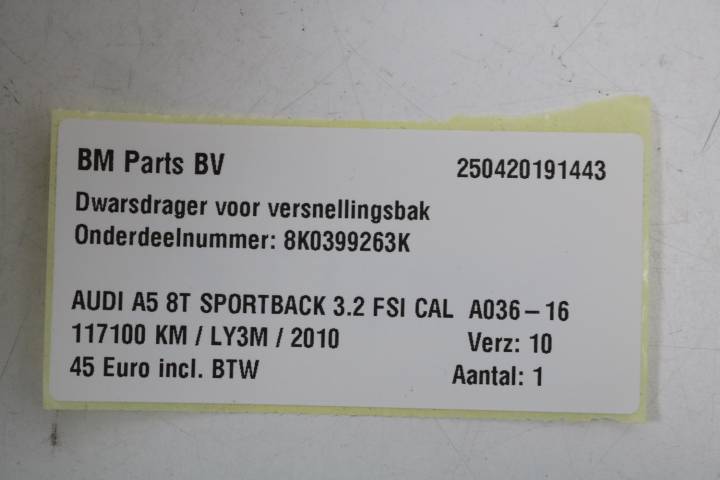 BM Parts BV 250420191443
Dwarsdrager voor versnellingsbak
Onderdeelnummer: 8K0399263K
AUDI A5 8T SPORTBACK 3.2 FSI CAL A036-16
117100 KM / LY3M / 2010 Verz: 10
45 Euro incl. BTW Aantal: 1